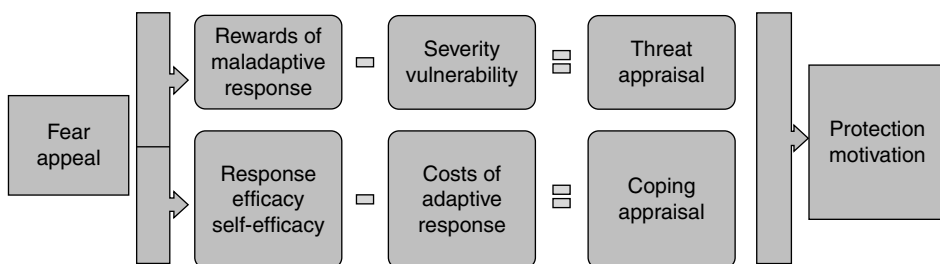 Fear
appeal
Rewards of
maladaptive
response
Severity
vulnerability
Threat
appraisal
Response
efficacy
self-efficacy
Costs of
adaptive
response
Coping
appraisal
Protection
motivation